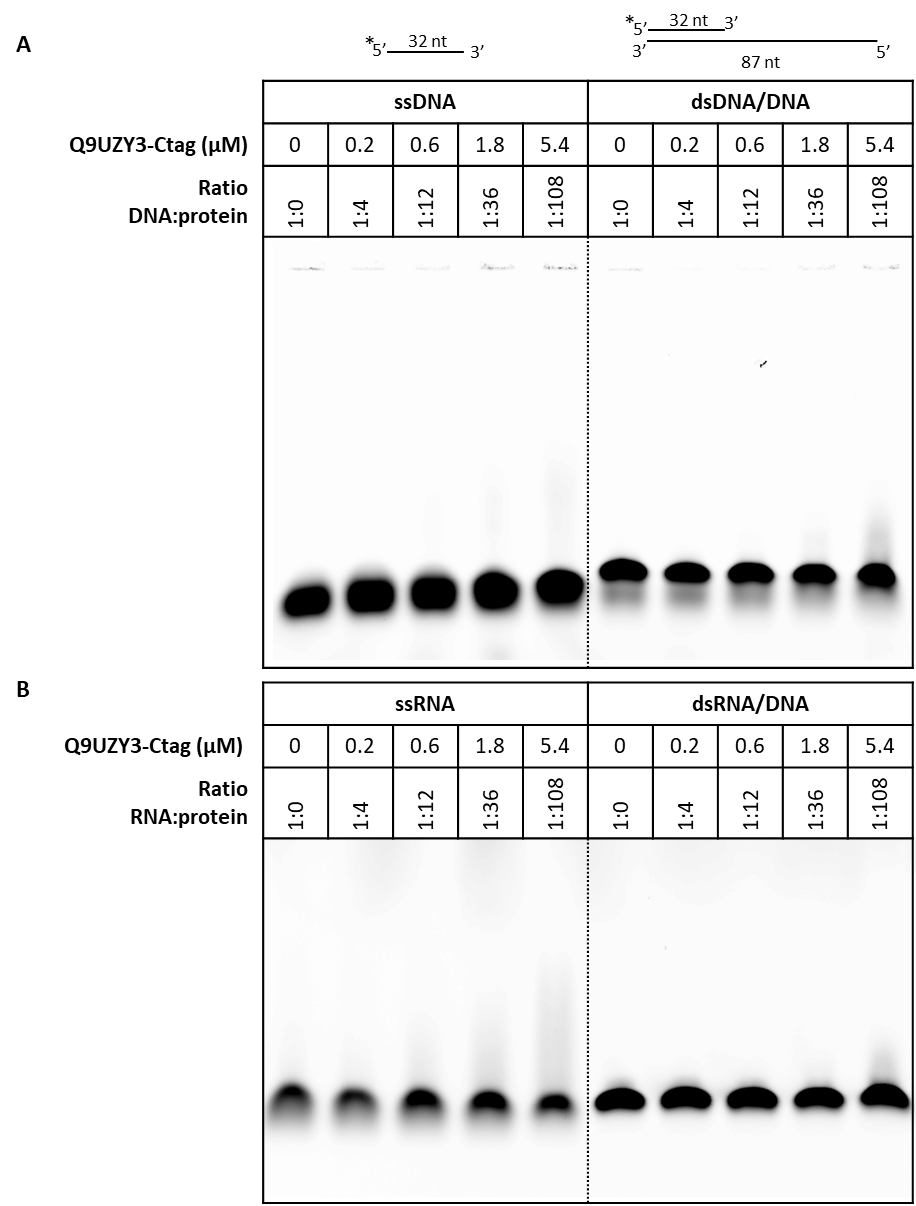 A
*5’ 32 nt 3’
*5’ 32 nt 3’
3’ 5’
87 nt
ssDNA dsDNA/DNA
Q9UZY3-Ctag (µM) 0 0.2 0.6 1.8 5.4 0 0.2 0.6 1.8 5.4
Ratio
DNA:protein 1:0 1:4 1:12 1:36 1:108 1:0 1:4 1:12 1:36 1:108
B
ssRNA dsRNA/DNA
Q9UZY3-Ctag (µM) 0 0.2 0.6 1.8 5.4 0 0.2 0.6 1.8 5.4
Ratio
RNA:protein 1:0 1:4 1:12 1:36 1:108 1:0 1:4 1:12 1:36 1:108